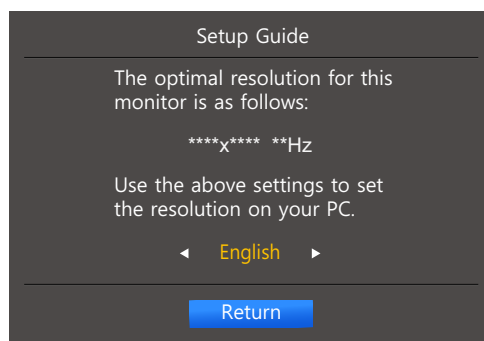 Setup Guide
The optimal resolution for this
monitor is as follows:
****x**** **Hz
Use the above settings to set
the resolution on your PC.
English
Return